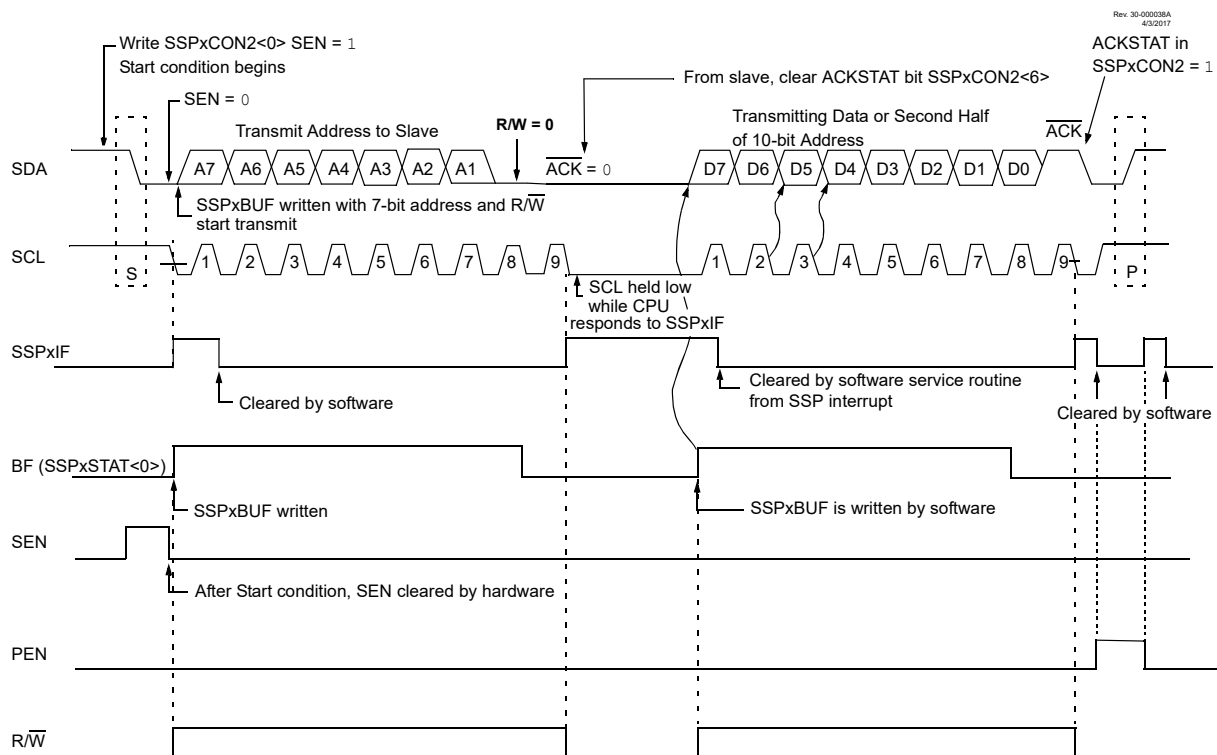 Rev. 30-000038A
4/3/2017
Write SSPxCON2<0> SEN = 1
Start condition begins
ACKSTAT in
SSPxCON2 = 1
From slave, clear ACKSTAT bit SSPxCON2<6>
SEN = 0
Transmit Address to Slave
R/W = 0
Transmitting Data or Second Half
of 10-bit Address
ACK
SDA
A7 A6 A5 A4 A3 A2 A1
ACK = 0
D7 D6 D5 D4 D3 D2 D1 D0
SSPxBUF written with 7-bit address and R/W
start transmit
SCL
S
1 2 3 4 5 6 7 8 9
1 2 3 4 5 6 7 8 9
P
SCL held low
while CPU
responds to SSPxIF
SSPxIF
Cleared by software
Cleared by software service routine
from SSP interrupt
Cleared by software
BF (SSPxSTAT<0>)
SSPxBUF written
SSPxBUF is written by software
SEN
After Start condition, SEN cleared by hardware
PEN
R/W